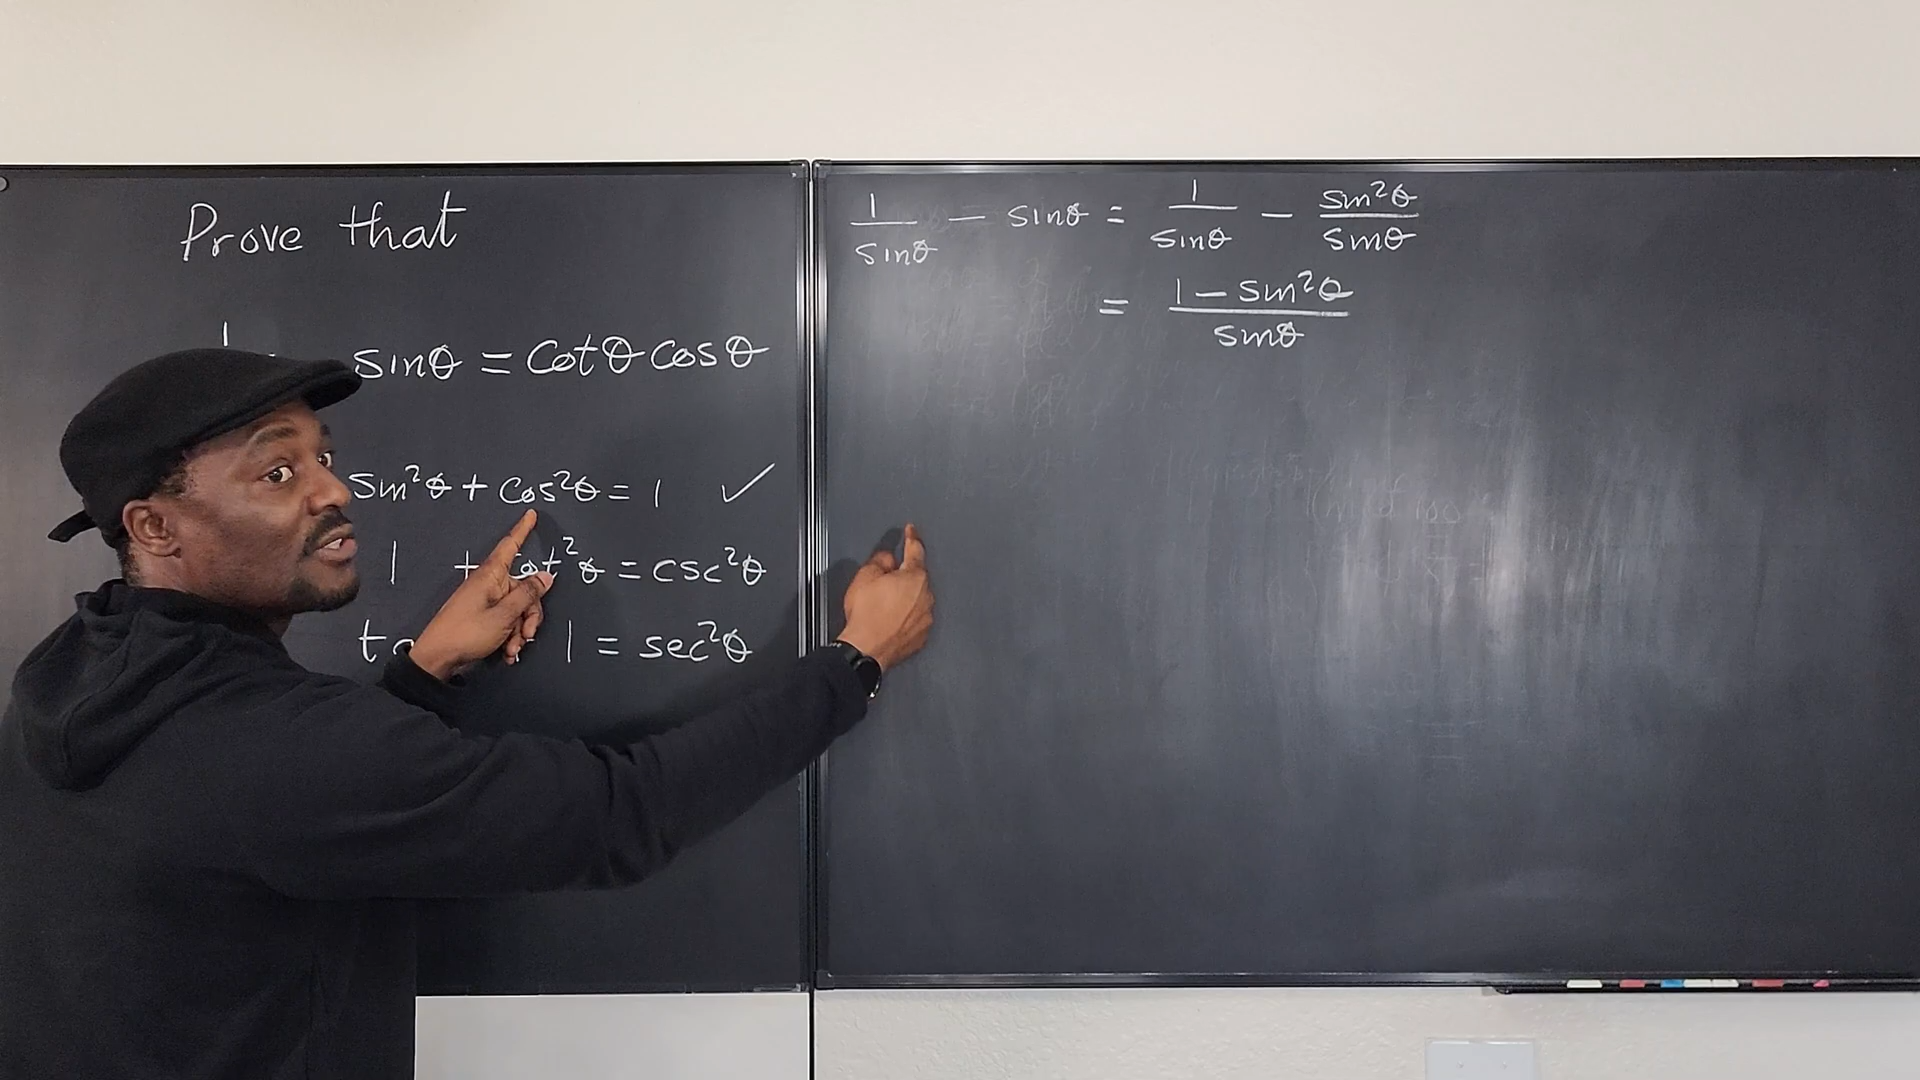 Prove that
1 sinθ = cotθ cosθ
sin²θ + cos²θ = 1 ✓
1 + cot²θ = csc²θ
1 = sec²θ
1/sinθ − sinθ = 1/sinθ − sin²θ/sinθ
= (1 − sin²θ)/sinθ